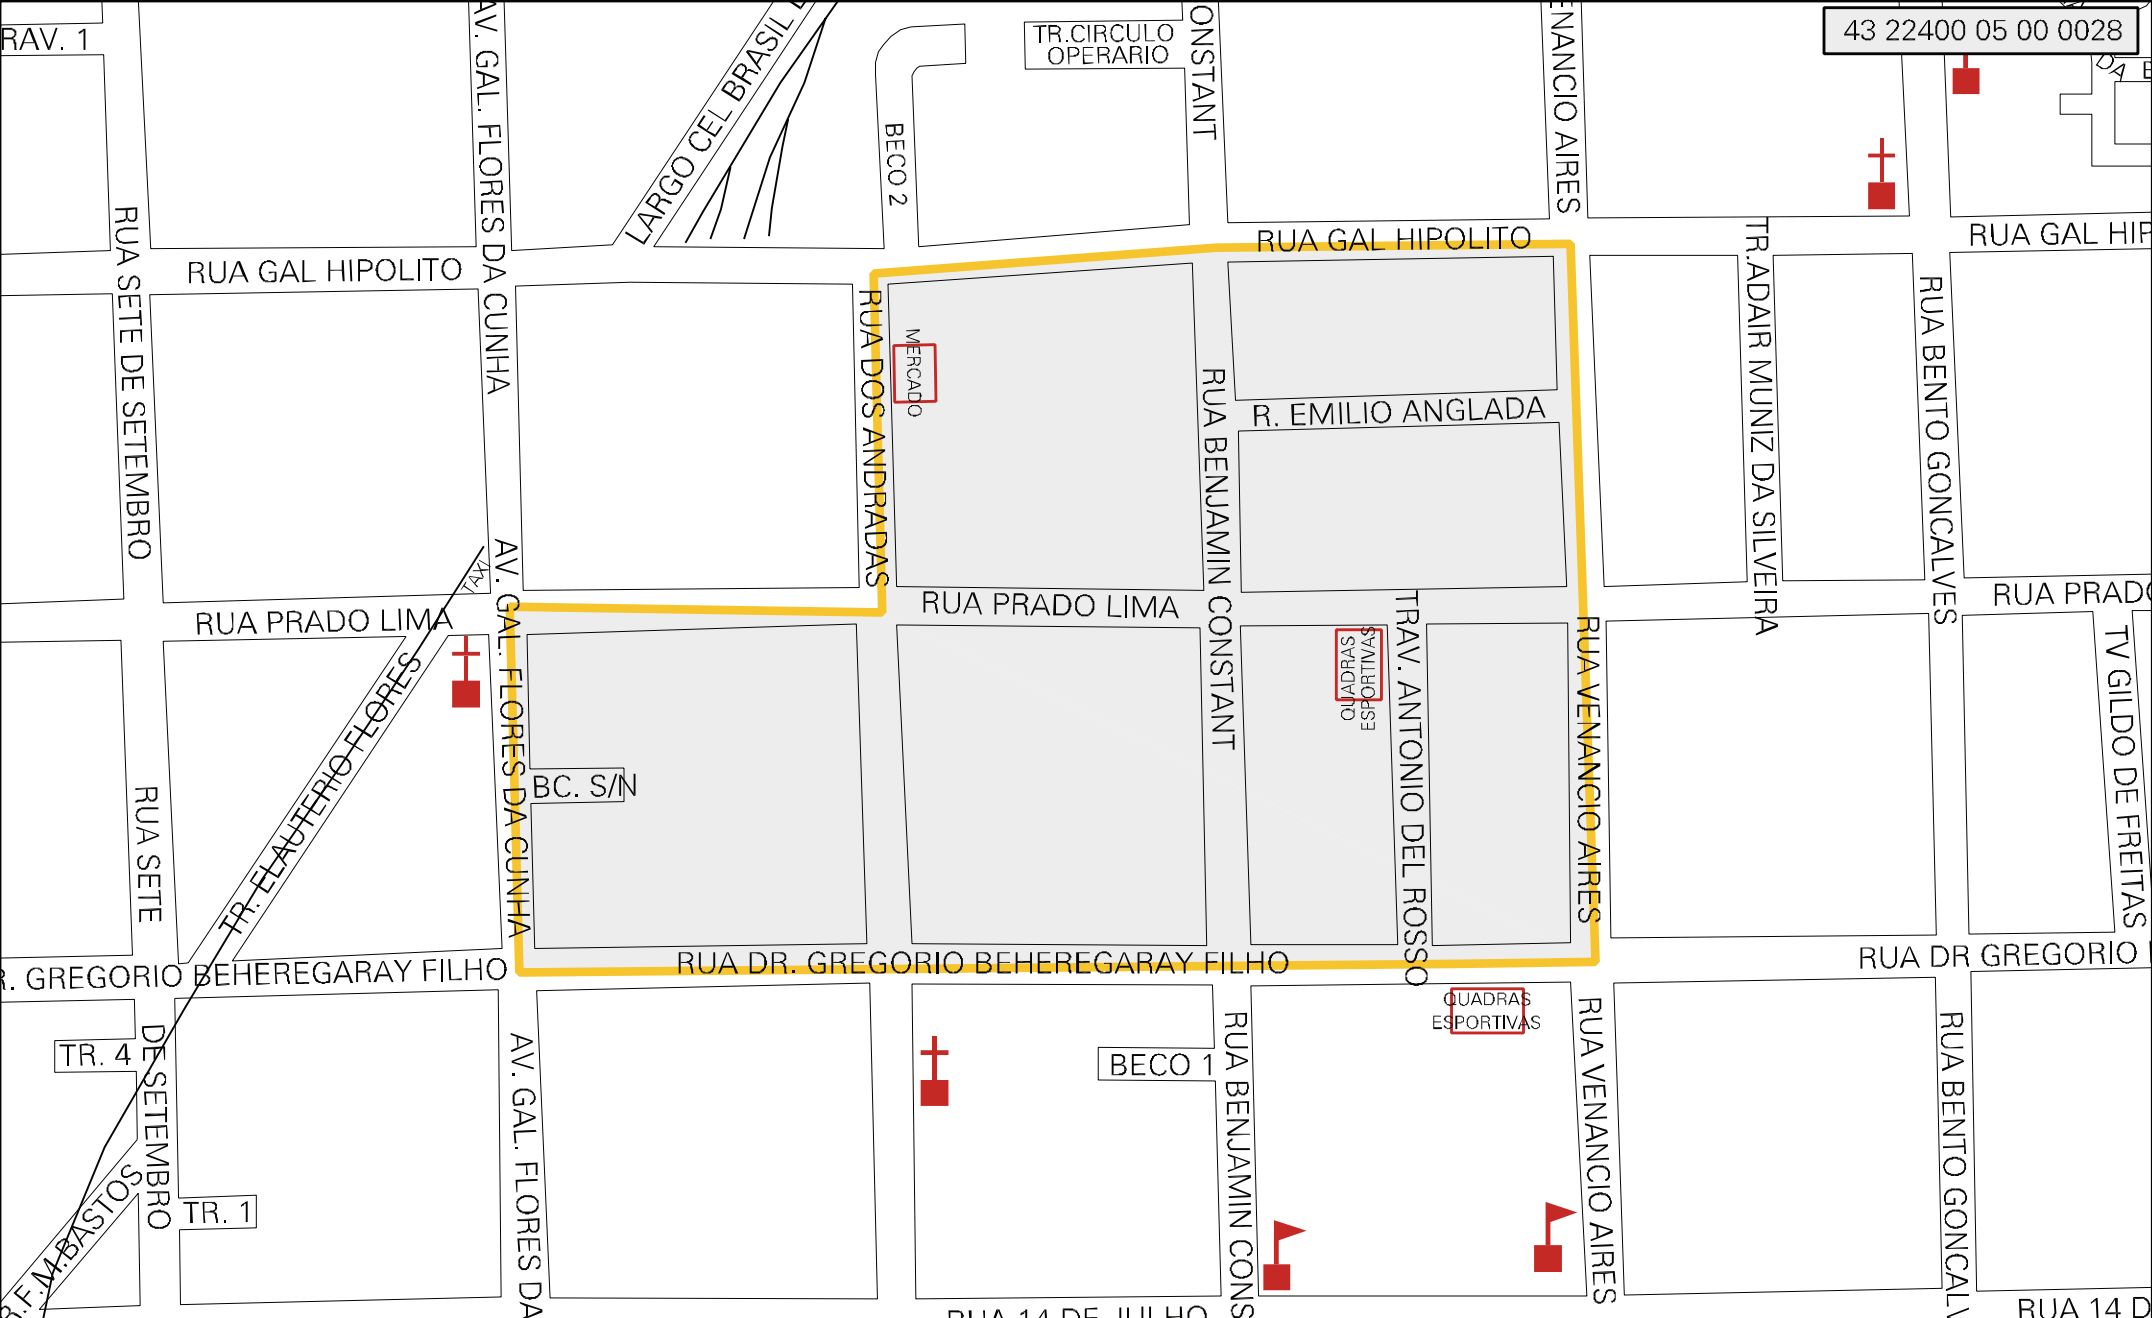 RAV. 1
AV. GAL. FLORES DA CUNHA
LARGO CEL BRASIL
BECO 2
TR.CIRCULO
OPERARIO
ONSTANT
ENANCIO AIRES
43 22400 05 00 0028
DA
RUA SETE DE SETEMBRO
RUA GAL HIPOLITO
RUA GAL HIPOLITO
RUA GAL HIP
TR.ADAIR MUNIZ DA SILVEIRA
RUA BENTO GONCALVES
RUA DOS ANDRADAS
MERCADO
RUA BENJAMIN CONSTANT
R. EMILIO ANGLADA
AV. GAL. FLORES DA CUNHA
TAXI
RUA PRADO LIMA
RUA PRADO LIMA
RUA PRADO
TRAV. ANTONIO DEL ROSSO
QUADRAS
ESPORTIVAS
RUA VENANCIO AIRES
TV GILDO DE FREITAS
TR. ELAUTERIO FLORES
BC. S/N
RUA SETE
DE SETEMBRO
R. GREGORIO BEHEREGARAY FILHO
RUA DR. GREGORIO BEHEREGARAY FILHO
RUA DR GREGORIO
QUADRAS
ESPORTIVAS
TR. 4
AV. GAL. FLORES DA
BECO 1
RUA BENJAMIN CONS
RUA VENANCIO AIRES
RUA BENTO GONCALV
TR. 1
R.F.M.BASTOS
RUA 14 DE JULHO
RUA 14 D